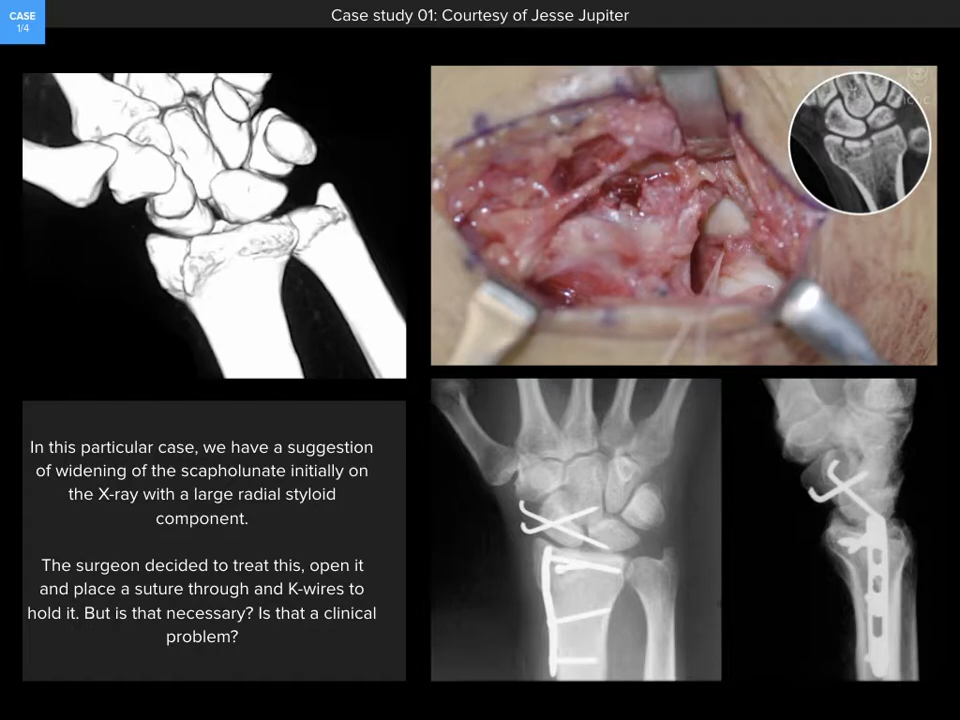 CASE
1/4
Case study 01: Courtesy of Jesse Jupiter
In this particular case, we have a suggestion
of widening of the scapholunate initially on
the X-ray with a large radial styloid
component.
The surgeon decided to treat this, open it
and place a suture through and K-wires to
hold it. But is that necessary? Is that a clinical
problem?